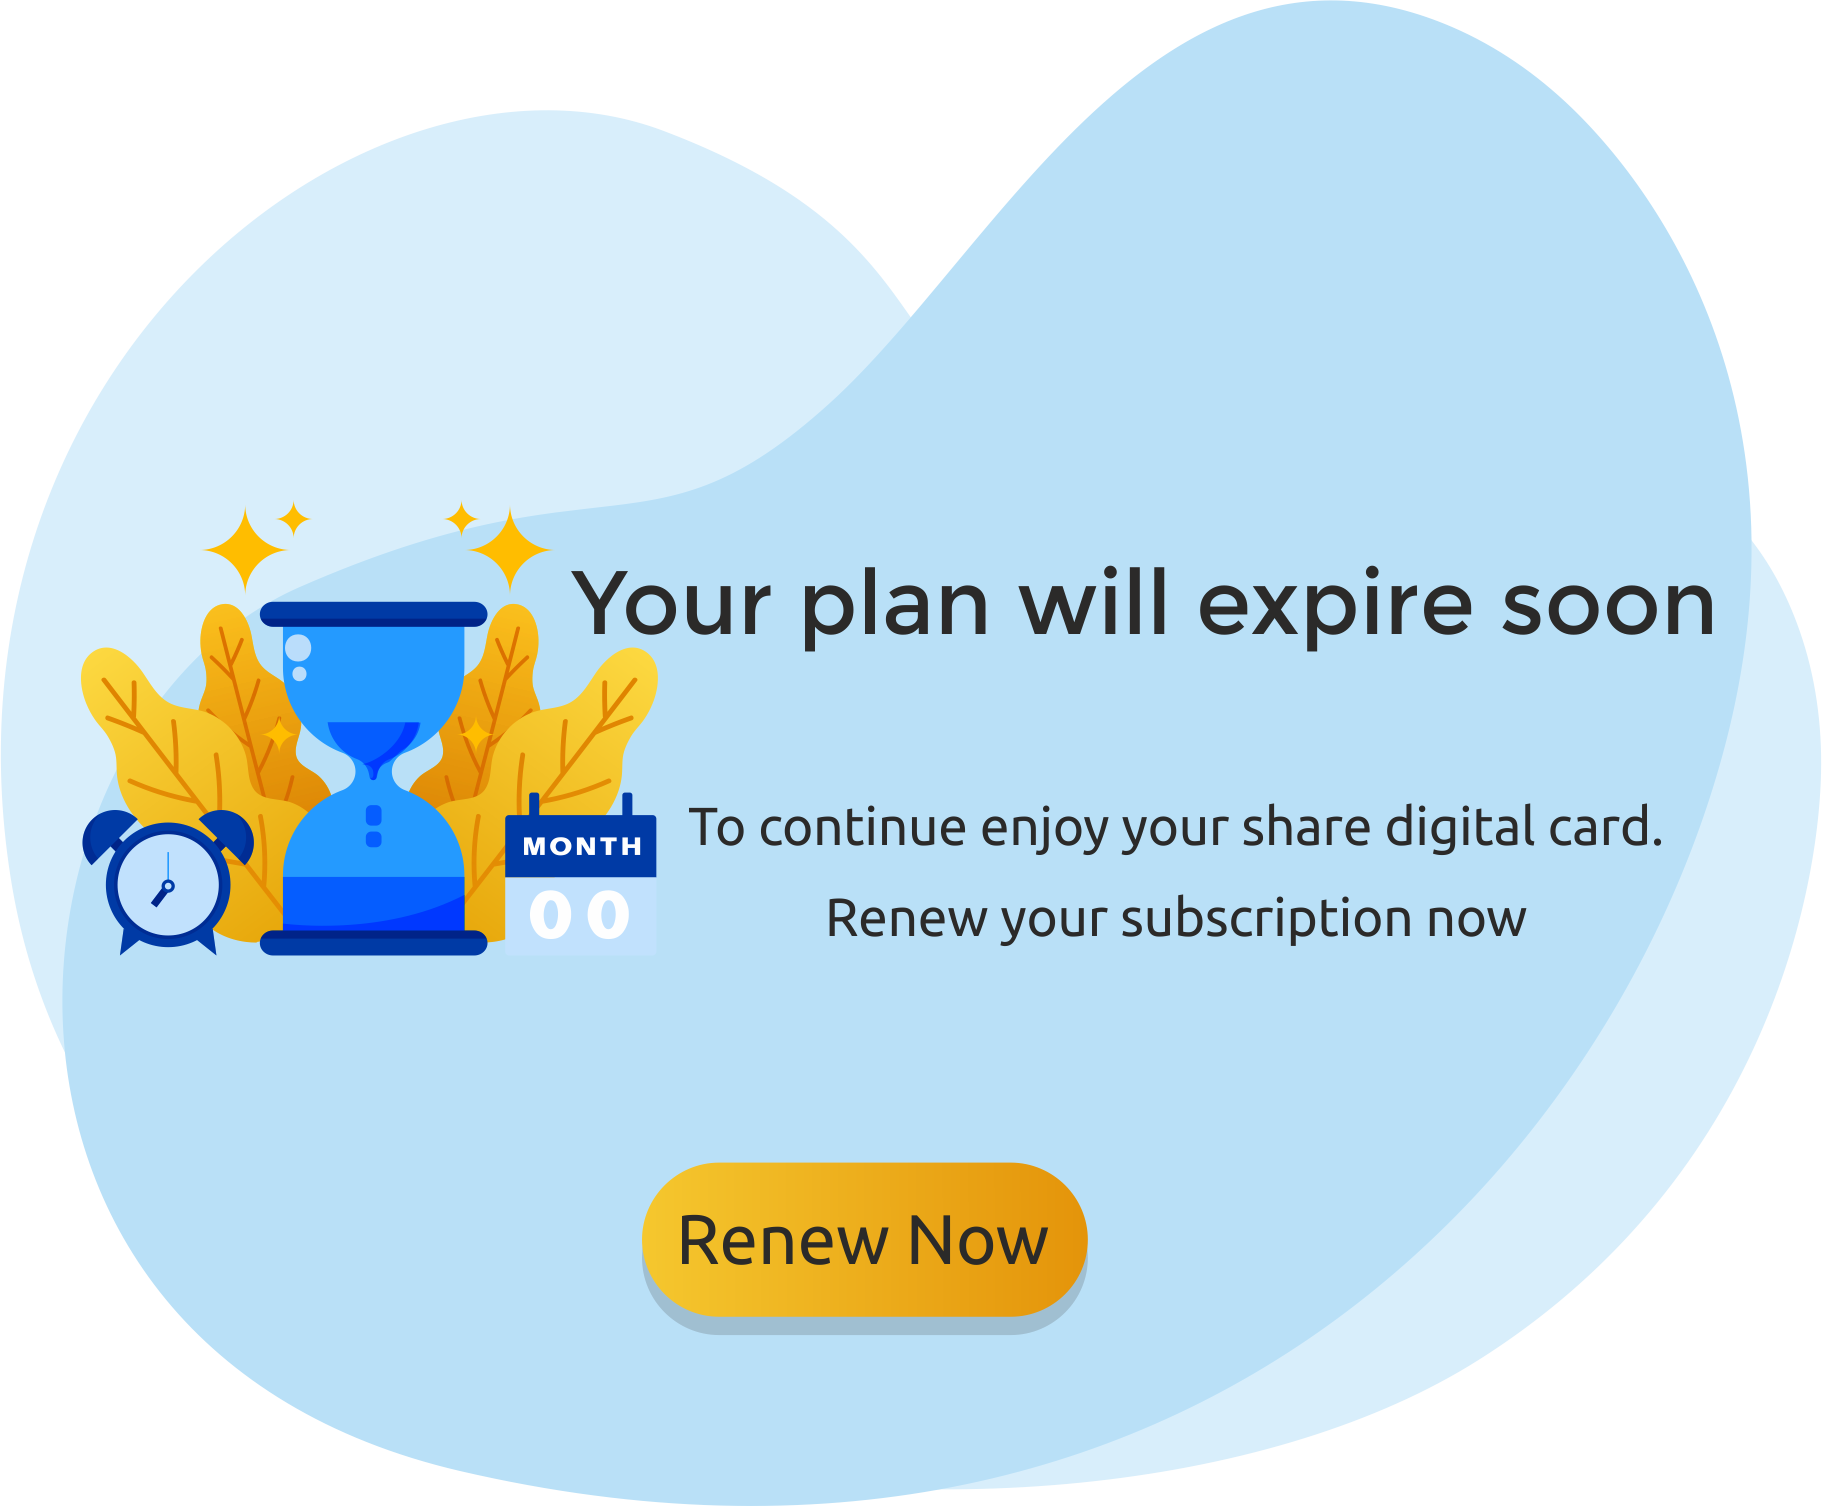 Your plan will expire soon
MONTH
00
To continue enjoy your share digital card.
Renew your subscription now
Renew Now